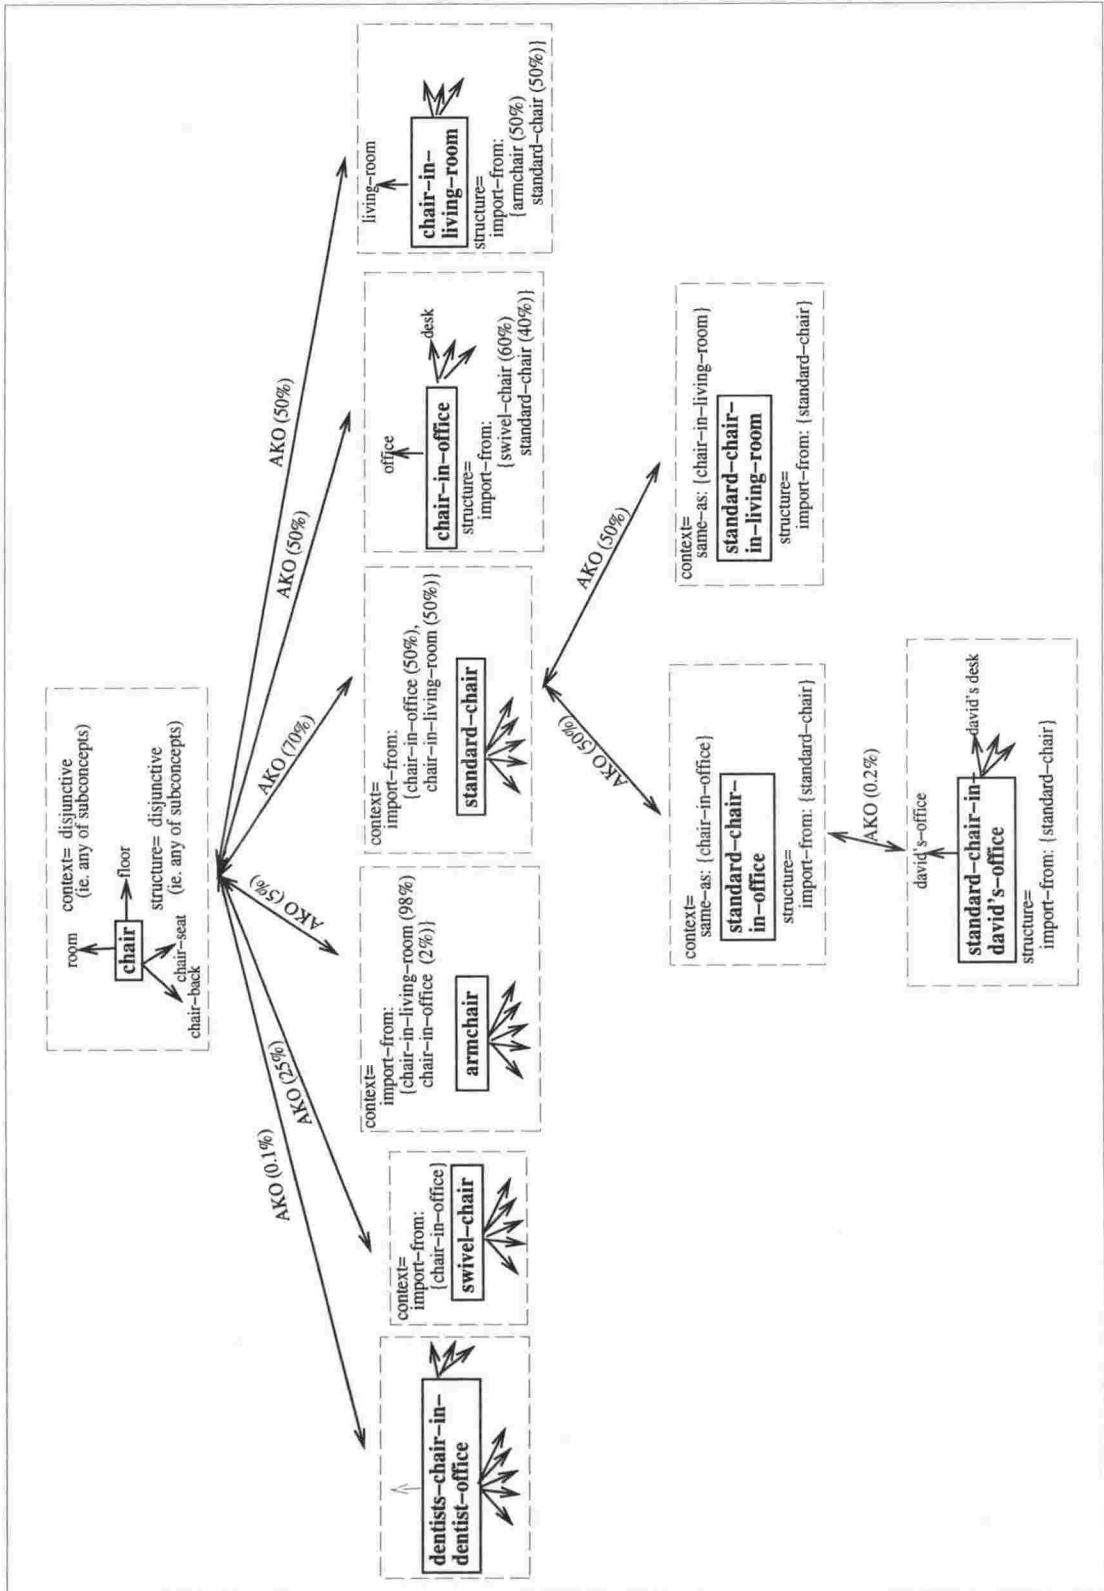 room
context= disjunctive
(ie. any of subconcepts)
chair
floor
structure= disjunctive
(ie. any of subconcepts)
chair-seat
chair-back
AKO (0.1%)
AKO (25%)
AKO (5%)
AKO (70%)
AKO (50%)
AKO (50%)
dentists-chair-in-
dentist-office
context=
import-from:
{chair-in-office}
swivel-chair
context=
import-from:
{chair-in-living-room (98%)
chair-in-office (2%)}
armchair
context=
import-from:
{chair-in-office (50%),
chair-in-living-room (50%)}
standard-chair
office
desk
chair-in-office
structure=
import-from:
{swivel-chair (60%)
standard-chair (40%)}
living-room
chair-in-
living-room
structure=
import-from:
{armchair (50%)
standard-chair (50%)}
AKO (50%)
AKO (50%)
context=
same-as: {chair-in-office}
standard-chair-
in-office
structure=
import-from: {standard-chair}
context=
same-as: {chair-in-living-room}
standard-chair-
in-living-room
structure=
import-from: {standard-chair}
AKO (0.2%)
david's-office
david's desk
standard-chair-in-
david's-office
structure=
import-from: {standard-chair}